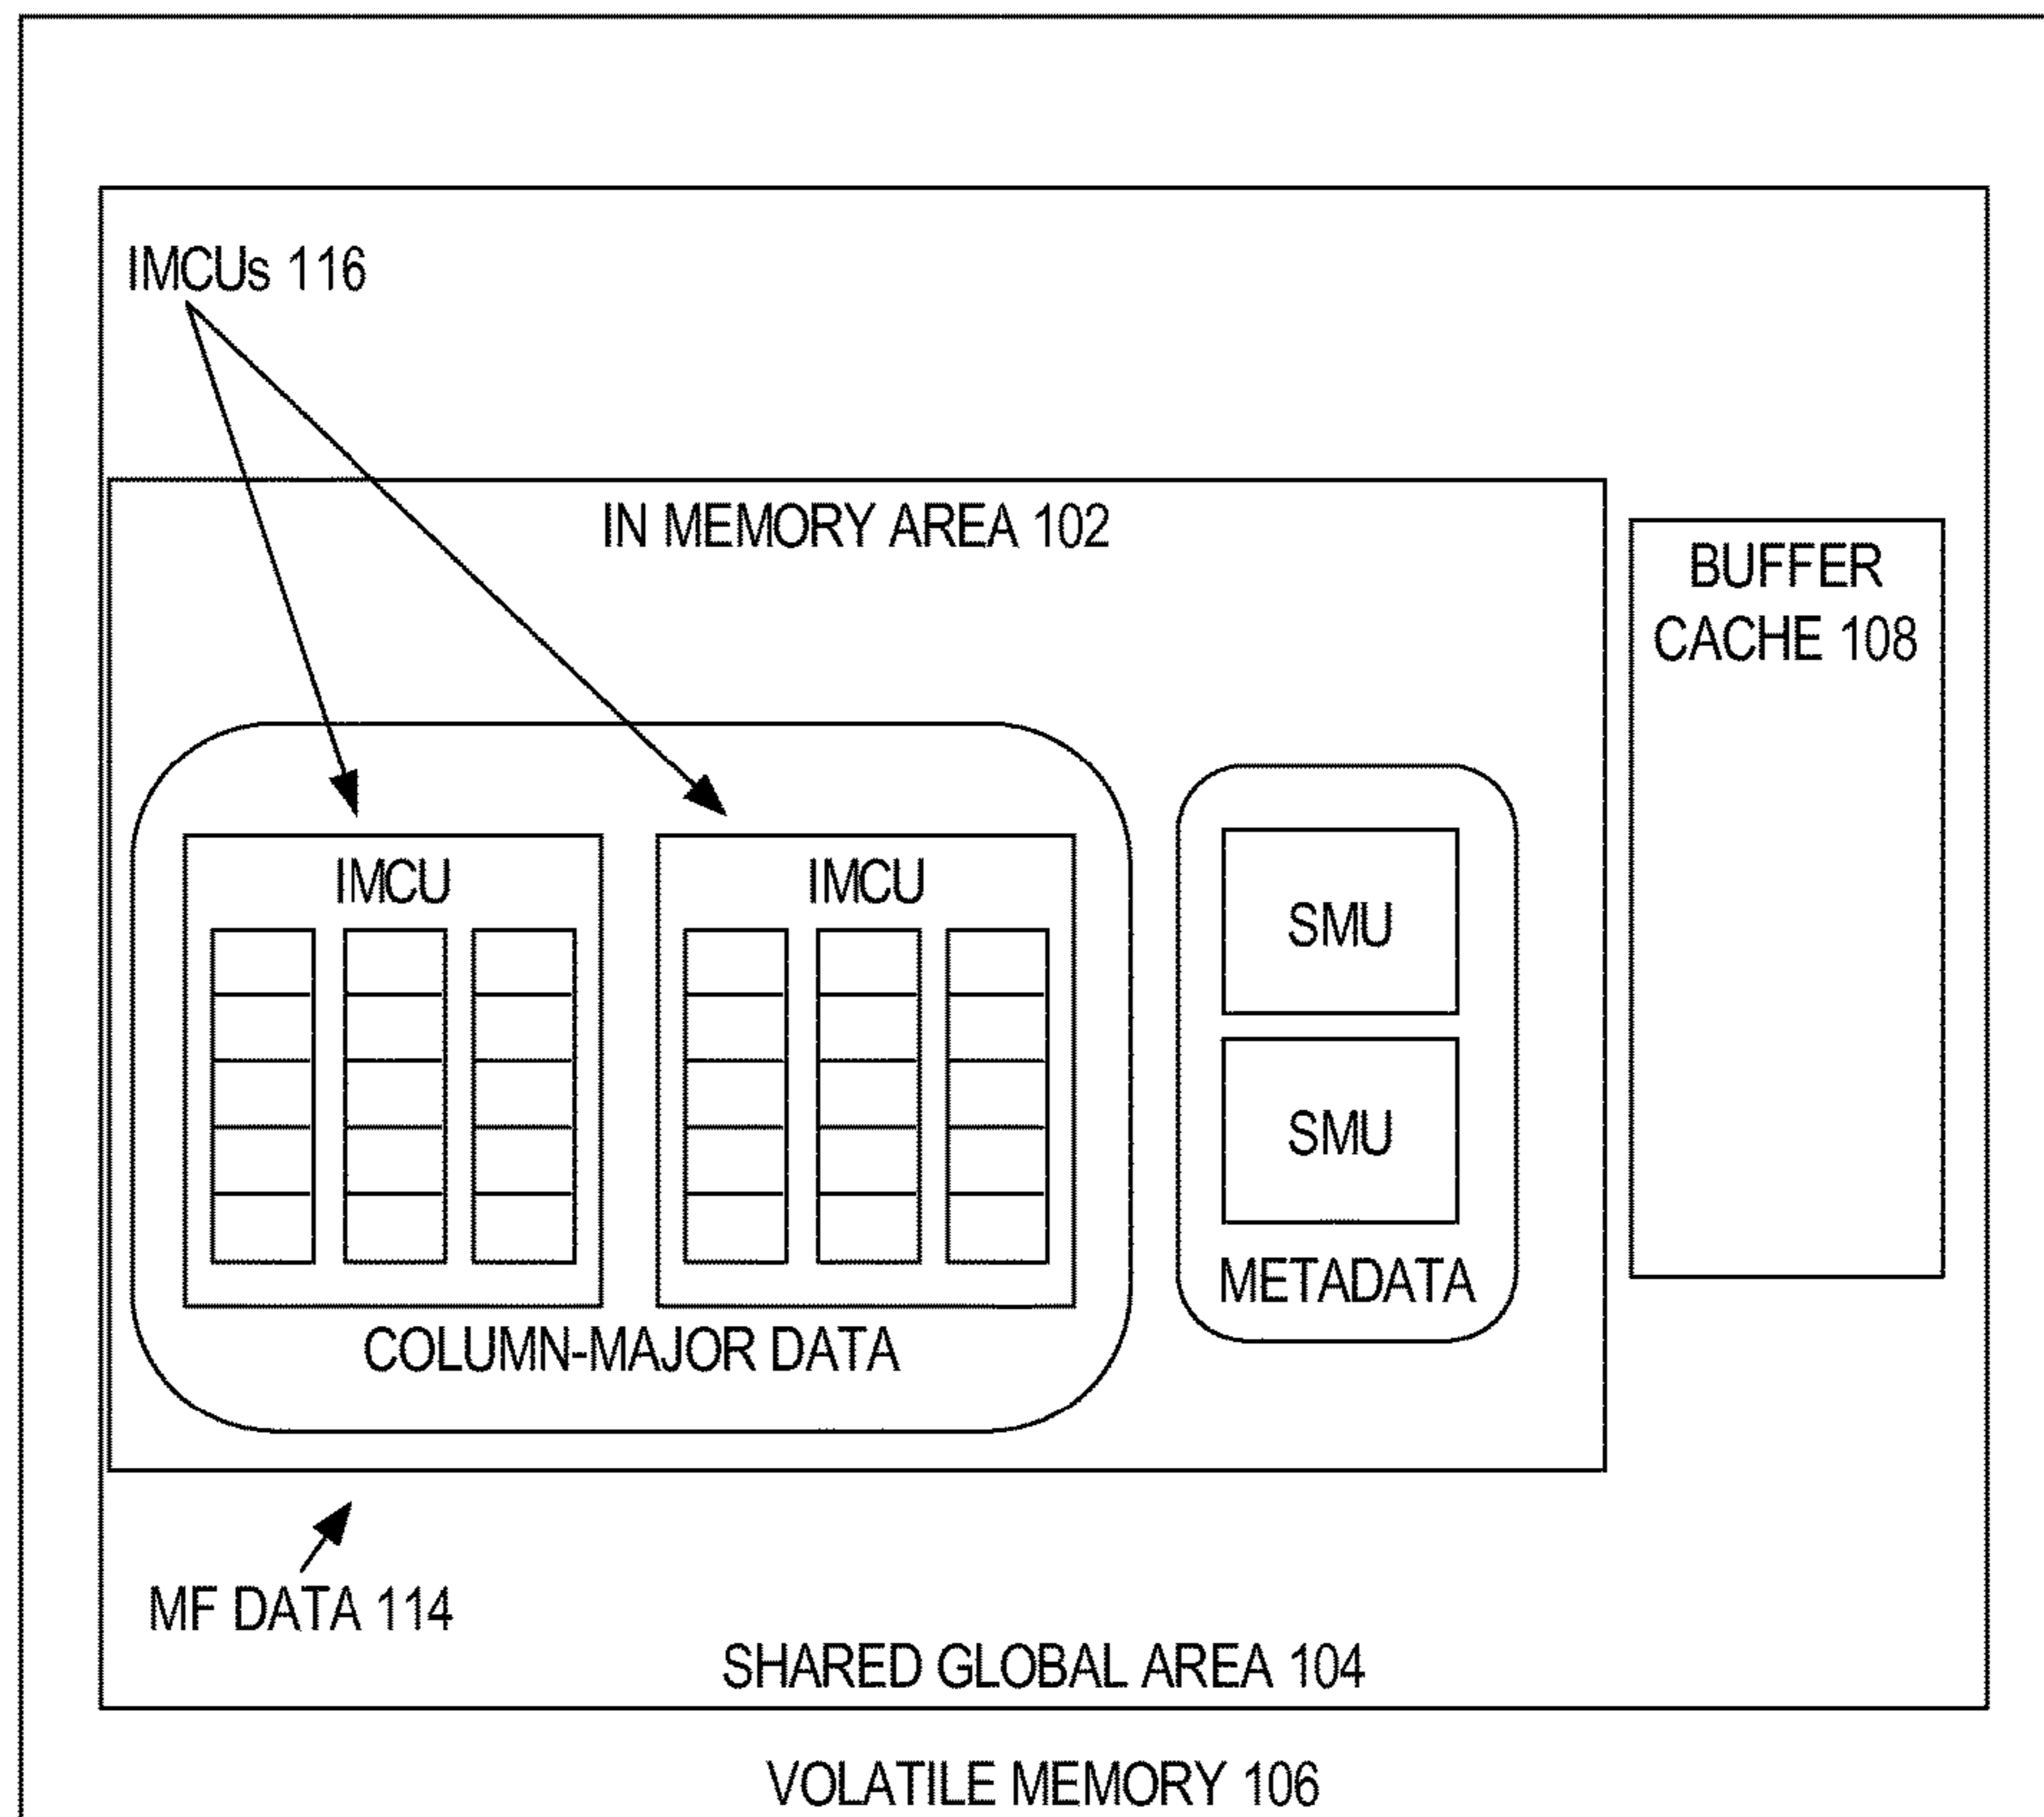 IMCUs 116
IN MEMORY AREA 102
BUFFER
CACHE 108
IMCU
IMCU
SMU
SMU
METADATA
COLUMN-MAJOR DATA
MF DATA 114
SHARED GLOBAL AREA 104
VOLATILE MEMORY 106